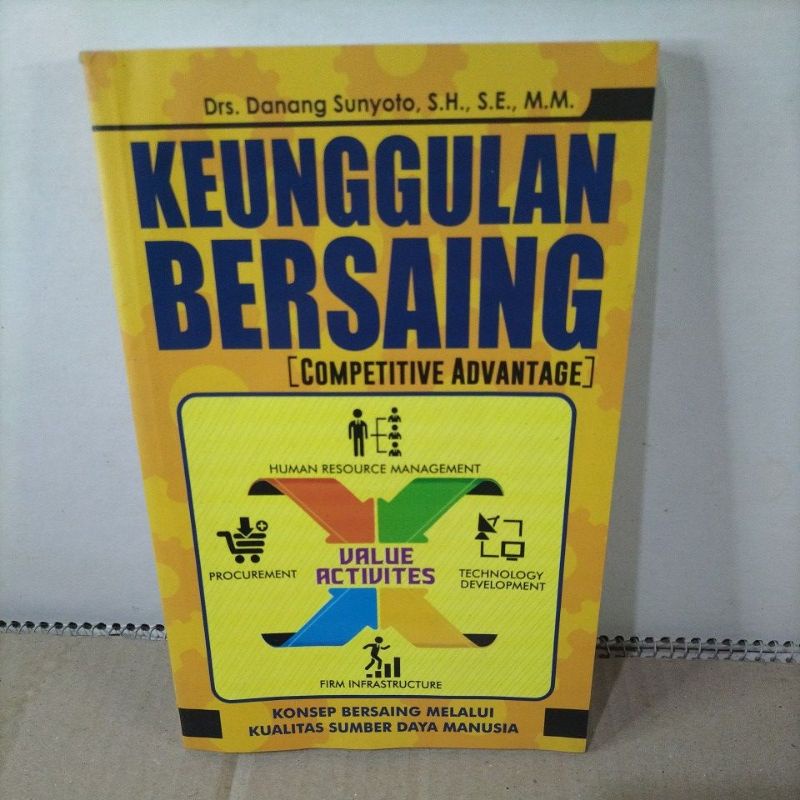 Drs. Danang Sunyoto, S.H., S.E., M.M.
KEUNGGULAN
BERSAING
[COMPETITIVE ADVANTAGE]
HUMAN RESOURCE MANAGEMENT
PROCUREMENT
VALUE
ACTIVITES
TECHNOLOGY
DEVELOPMENT
FIRM INFRASTRUCTURE
KONSEP BERSAING MELALUI
KUALITAS SUMBER DAYA MANUSIA